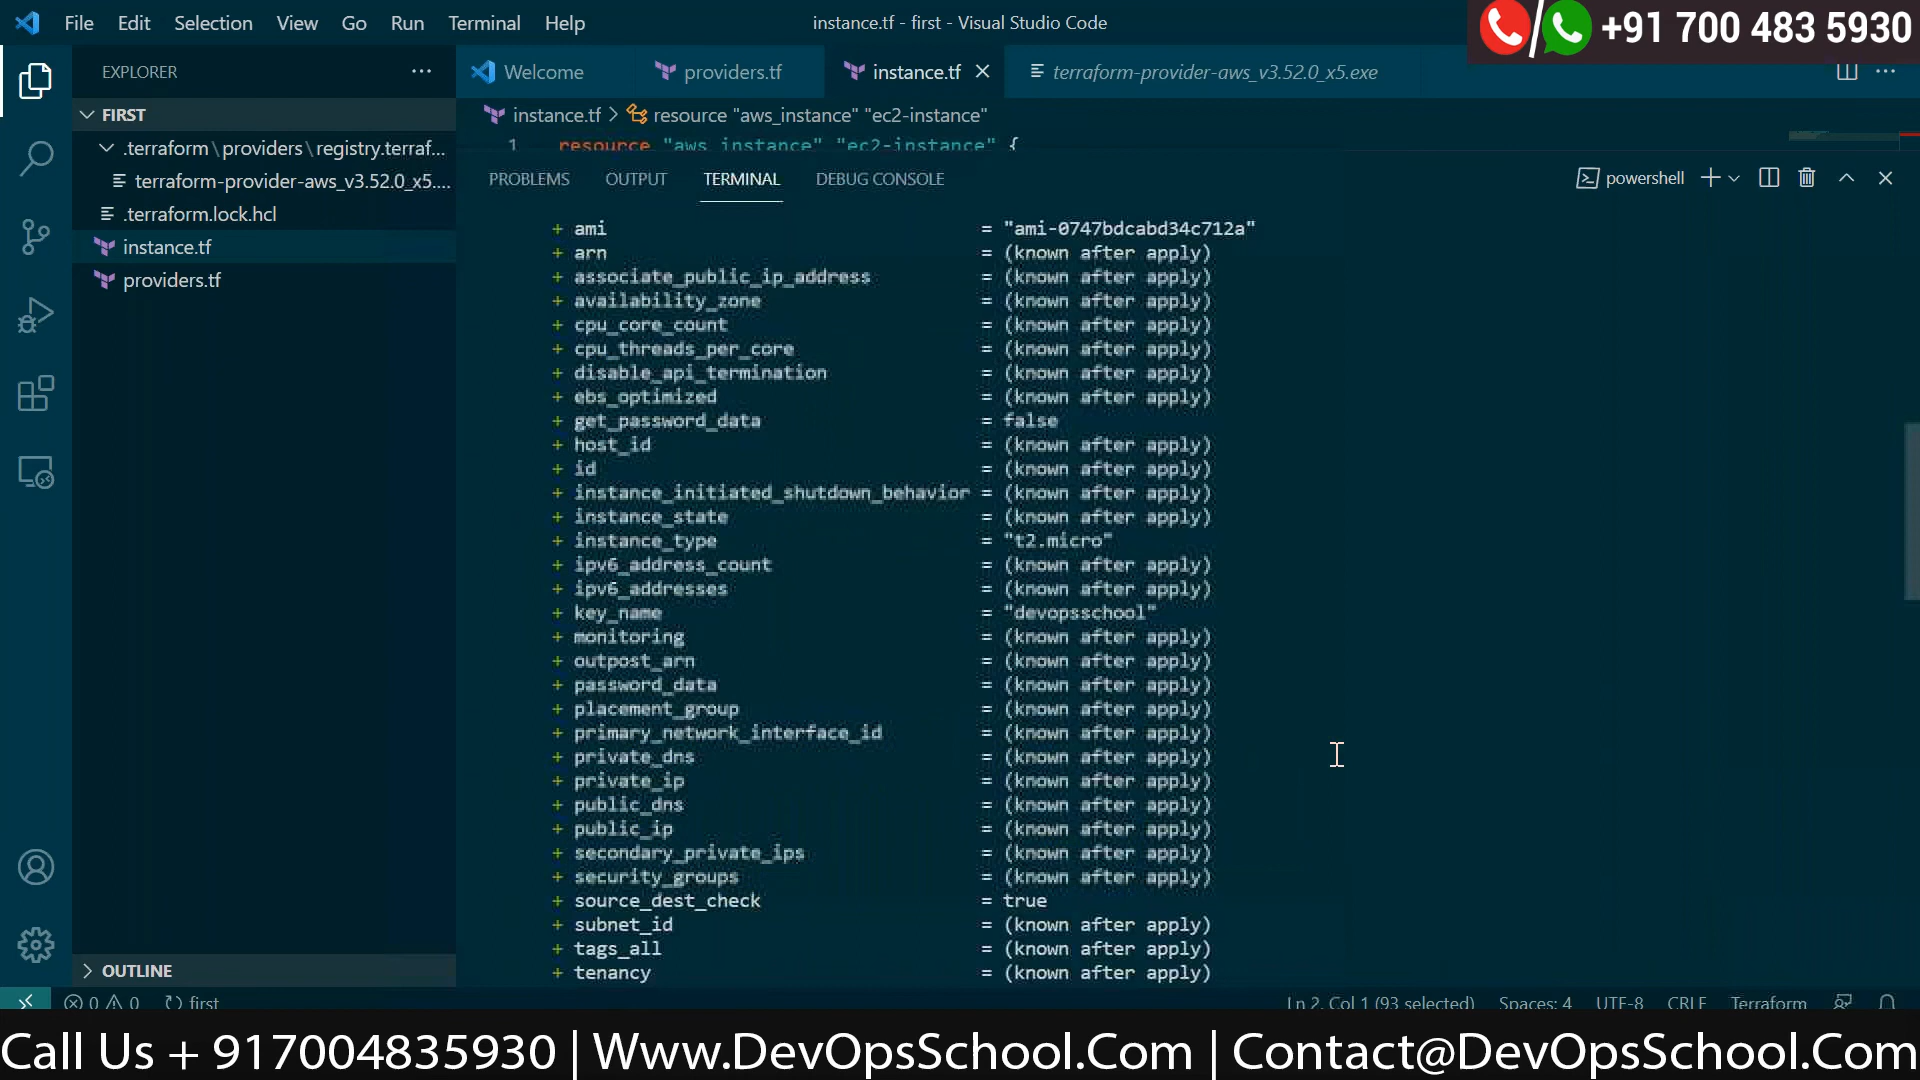 File Edit Selection View Go Run Terminal Help
instance.tf - first - Visual Studio Code
+91 700 483 5930
EXPLORER
Welcome
providers.tf
instance.tf
terraform-provider-aws_v3.52.0_x5.exe
FIRST
.terraform\providers\registry.terraf...
terraform-provider-aws_v3.52.0_x5....
.terraform.lock.hcl
instance.tf
providers.tf
OUTLINE
instance.tf > resource "aws_instance" "ec2-instance"
1 resource "aws_instance" "ec2-instance" {
PROBLEMS OUTPUT TERMINAL DEBUG CONSOLE
powershell
+ ami = "ami-0747bdcabd34c712a"
+ arn = (known after apply)
+ associate_public_ip_address = (known after apply)
+ availability_zone = (known after apply)
+ cpu_core_count = (known after apply)
+ cpu_threads_per_core = (known after apply)
+ disable_api_termination = (known after apply)
+ ebs_optimized = (known after apply)
+ get_password_data = false
+ host_id = (known after apply)
+ id = (known after apply)
+ instance_initiated_shutdown_behavior = (known after apply)
+ instance_state = (known after apply)
+ instance_type = "t2.micro"
+ ipv6_address_count = (known after apply)
+ ipv6_addresses = (known after apply)
+ key_name = "devopsschool"
+ monitoring = (known after apply)
+ outpost_arn = (known after apply)
+ password_data = (known after apply)
+ placement_group = (known after apply)
+ primary_network_interface_id = (known after apply)
+ private_dns = (known after apply)
+ private_ip = (known after apply)
+ public_dns = (known after apply)
+ public_ip = (known after apply)
+ secondary_private_ips = (known after apply)
+ security_groups = (known after apply)
+ source_dest_check = true
+ subnet_id = (known after apply)
+ tags_all = (known after apply)
+ tenancy = (known after apply)
0 0 first
Ln 2, Col 1 (93 selected) Spaces: 4 UTF-8 CRLF Terraform
Call Us + 917004835930 | Www.DevOpsSchool.Com | Contact@DevOpsSchool.Com